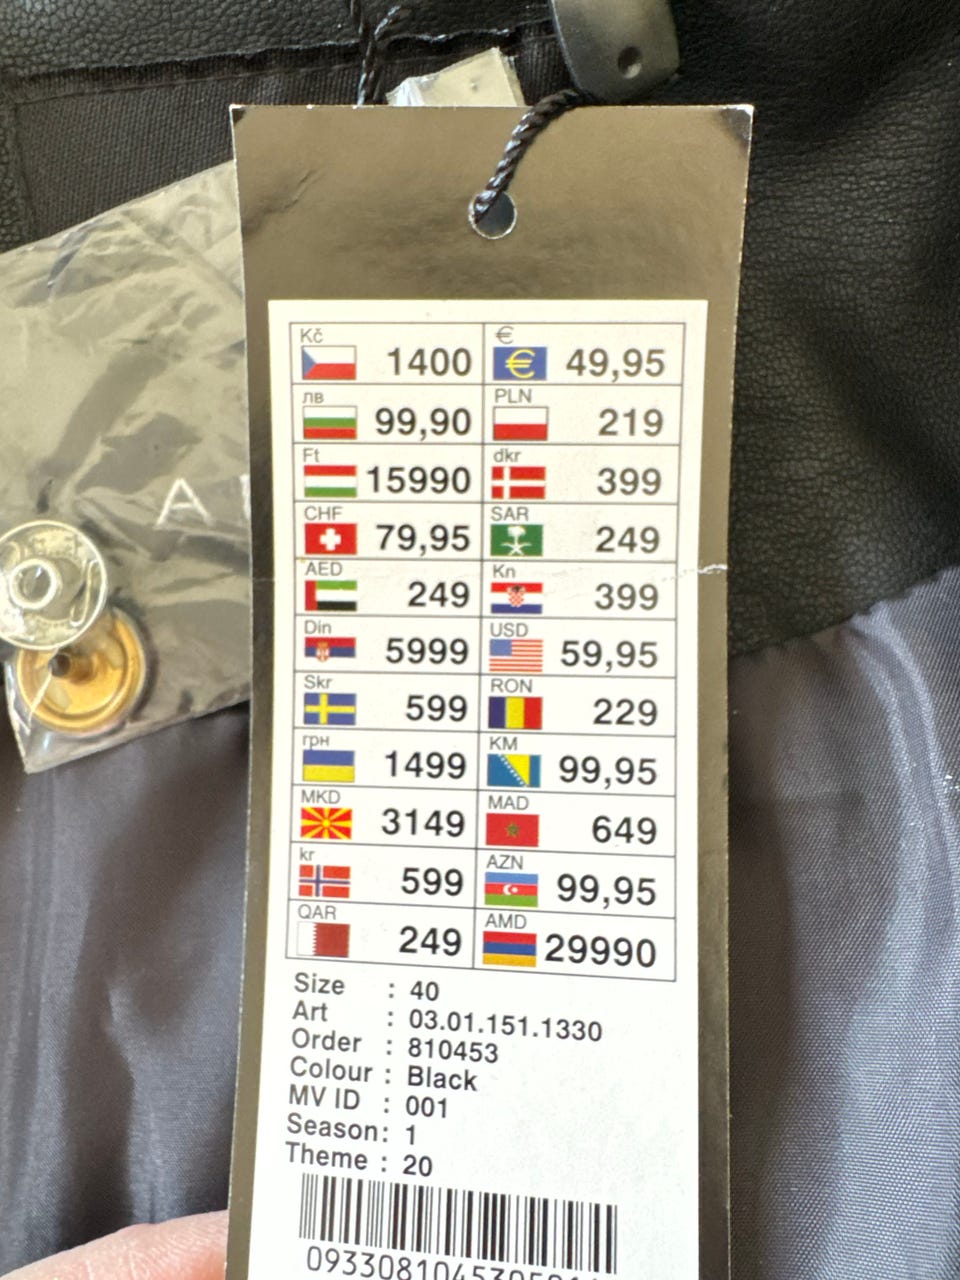 Kč 1400 € 49,95
лв 99,90 PLN 219
Ft 15990 dkr 399
CHF 79,95 SAR 249
AED 249 Kn 399
Din 5999 USD 59,95
Skr 599 RON 229
грн 1499 KM 99,95
MKD 3149 MAD 649
kr 599 AZN 99,95
QAR 249 AMD 29990
Size : 40
Art : 03.01.151.1330
Order : 810453
Colour : Black
MV ID : 001
Season: 1
Theme : 20